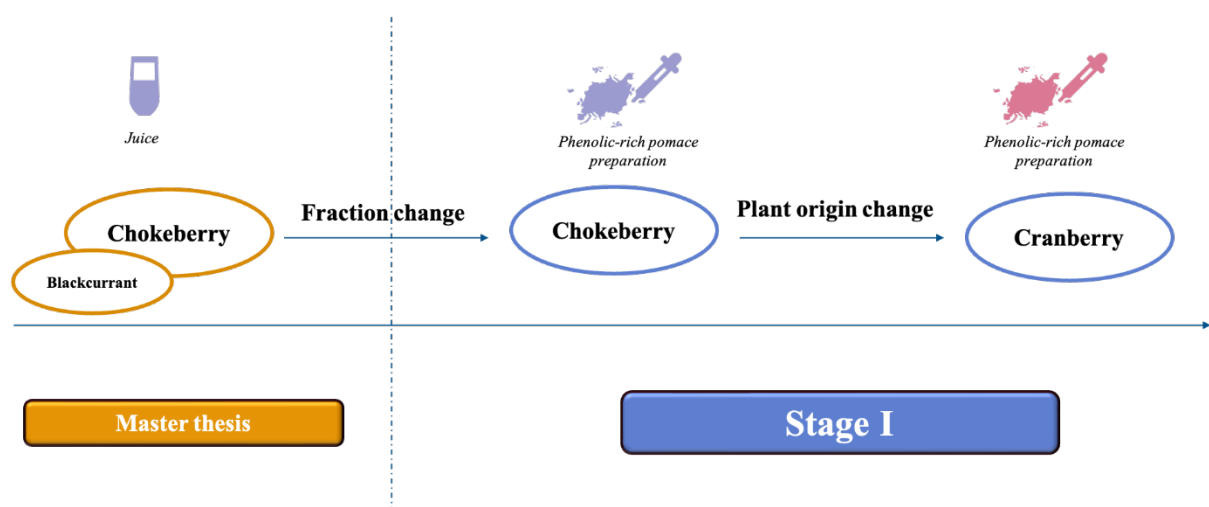 Juice
Phenolic-rich pomace
preparation
Phenolic-rich pomace
preparation
Chokeberry
Blackcurrant
Fraction change
Chokeberry
Plant origin change
Cranberry
Master thesis
Stage I